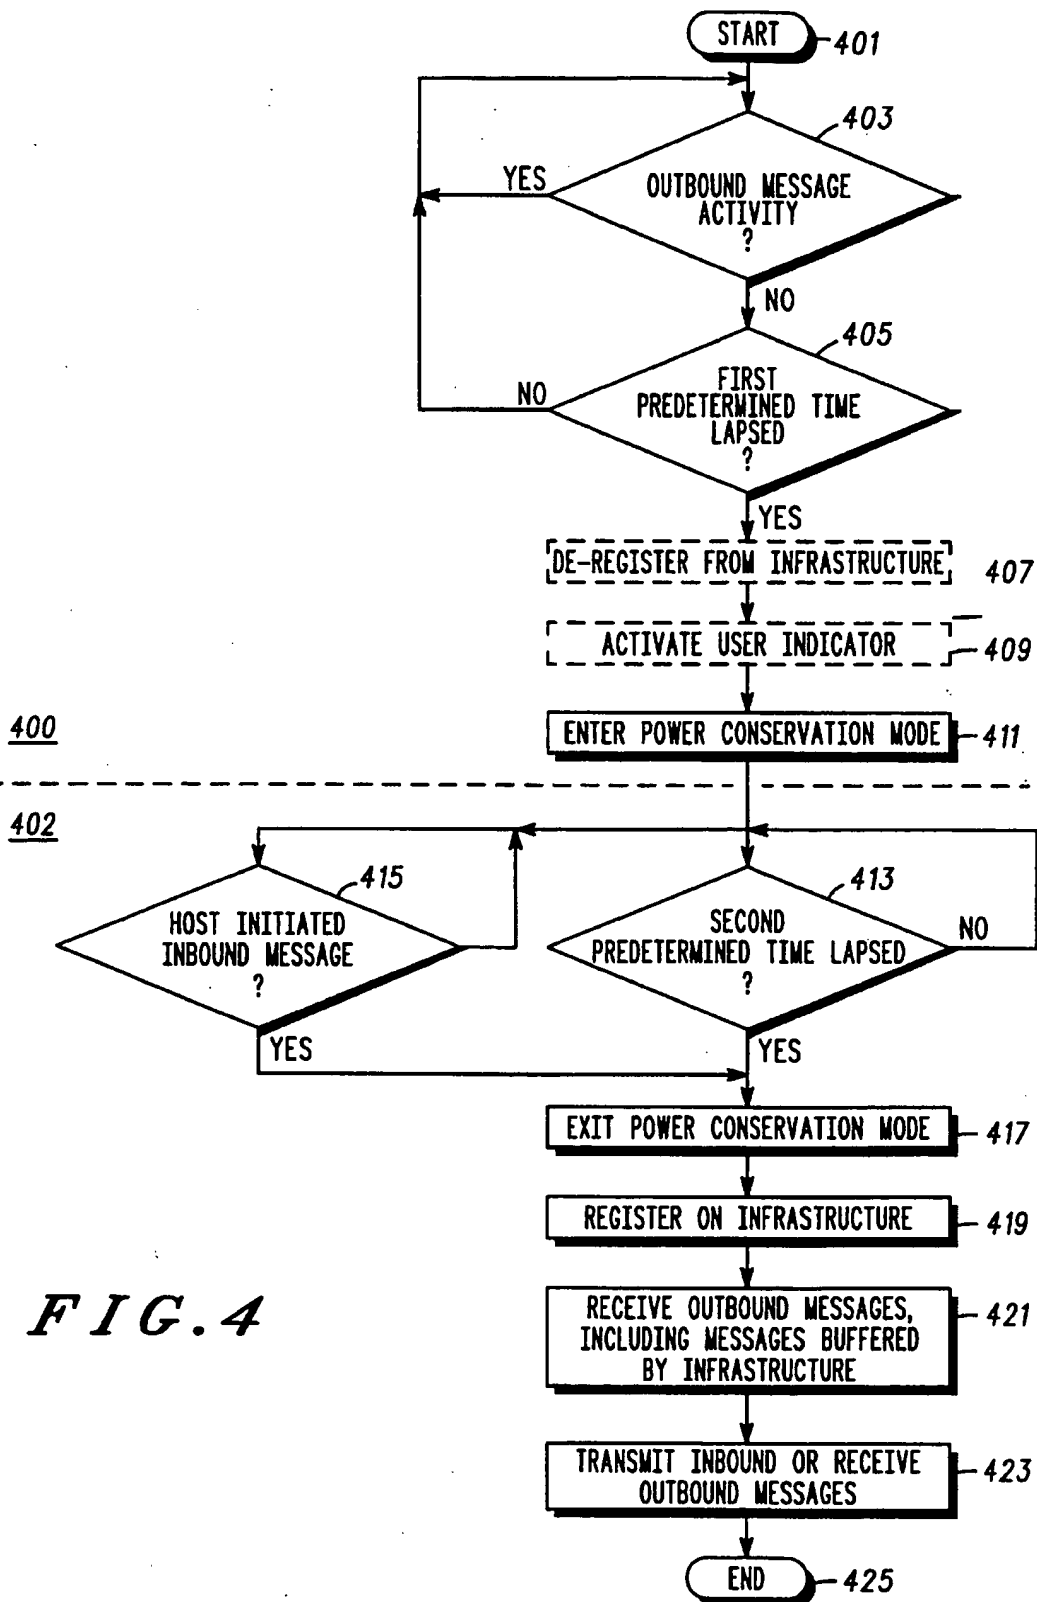 START
401
403
YES
OUTBOUND MESSAGE
ACTIVITY
?
NO
405
NO
FIRST
PREDETERMINED TIME
LAPSED
?
YES
DE-REGISTER FROM INFRASTRUCTURE
407
ACTIVATE USER INDICATOR
409
400
ENTER POWER CONSERVATION MODE
411
402
415
HOST INITIATED
INBOUND MESSAGE
?
YES
413
SECOND
PREDETERMINED TIME LAPSED
?
NO
YES
EXIT POWER CONSERVATION MODE
417
REGISTER ON INFRASTRUCTURE
419
FIG.4
RECEIVE OUTBOUND MESSAGES,
INCLUDING MESSAGES BUFFERED
BY INFRASTRUCTURE
421
TRANSMIT INBOUND OR RECEIVE
OUTBOUND MESSAGES
423
END
425